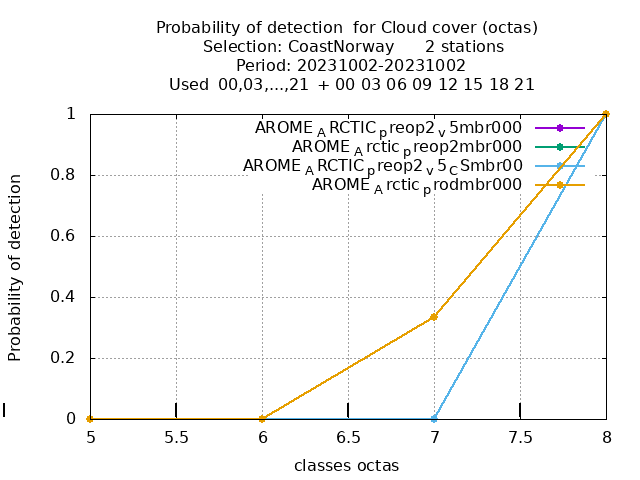 Probability of detection  for Cloud cover (octas)
Selection: CoastNorway      2 stations
Period: 20231002-20231002
Used  00,03,...,21  + 00 03 06 09 12 15 18 21
AROME_ARCTIC_preop2_v5mbr000
AROME_Arctic_preop2mbr000
AROME_ARCTIC_preop2_v5_CSmbr00
AROME_Arctic_prodmbr000
1
0.8
0.6
0.4
0.2
0
Probability of detection
5 5.5 6 6.5 7 7.5 8
classes octas